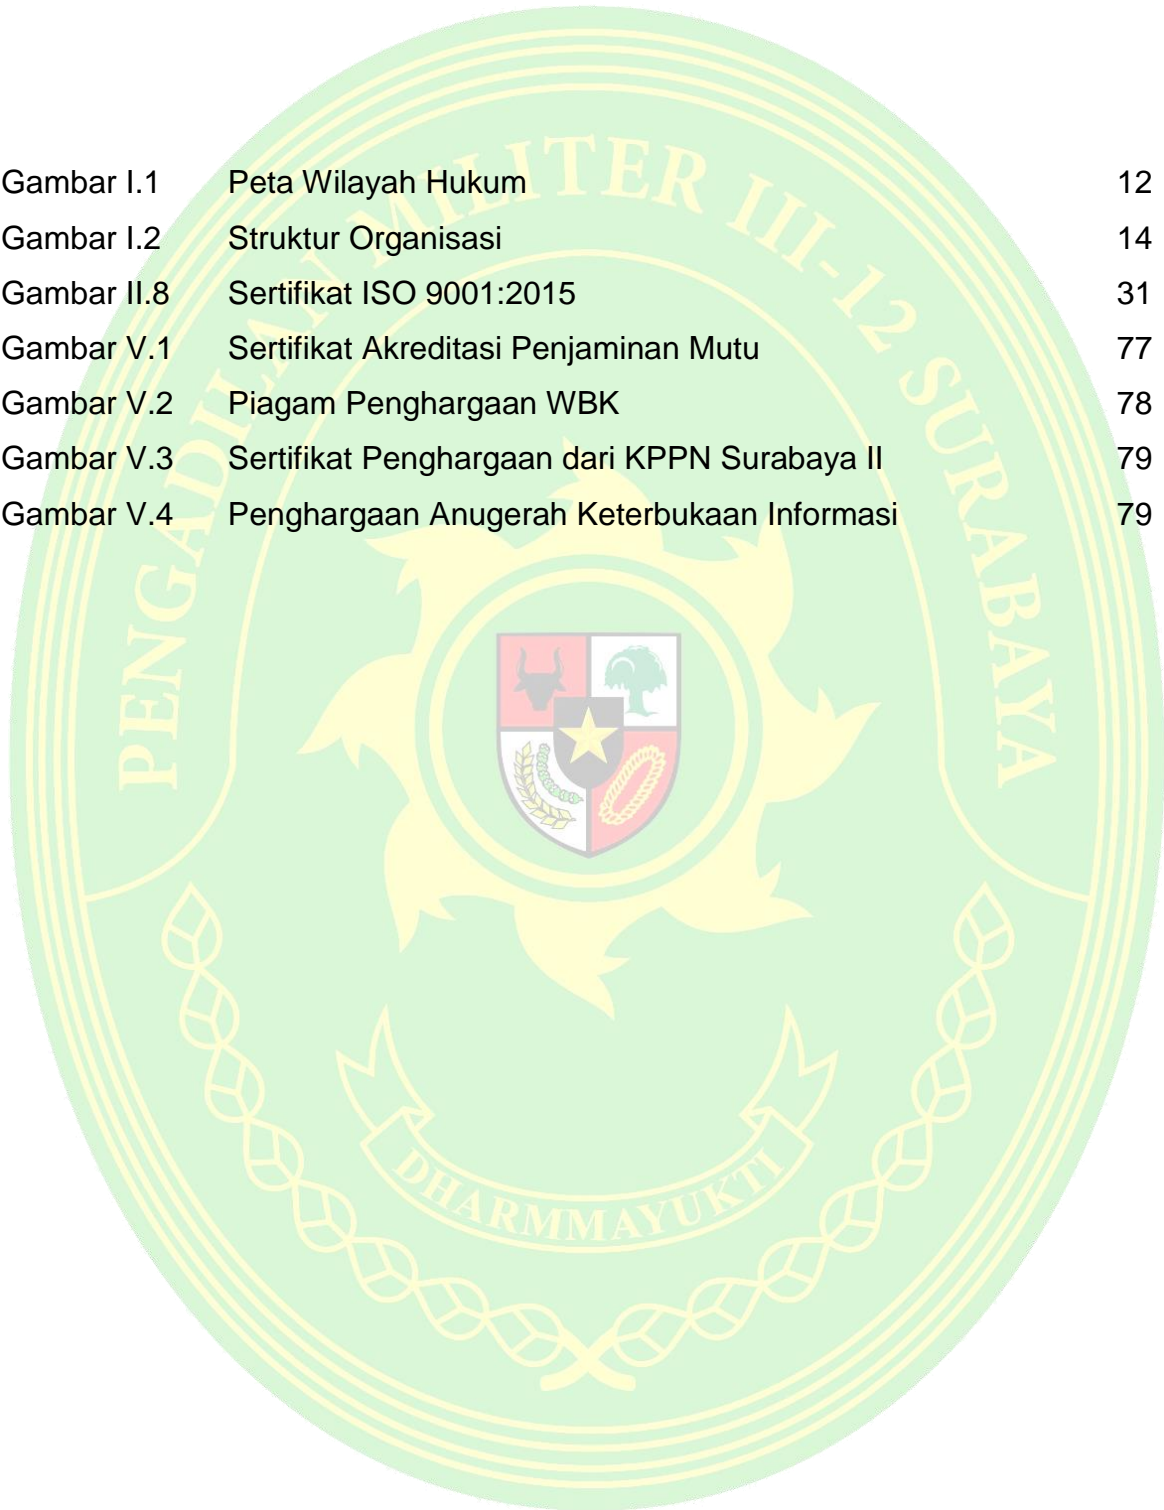 Gambar I.1 Peta Wilayah Hukum 12
Gambar I.2 Struktur Organisasi 14
Gambar II.8 Sertifikat ISO 9001:2015 31
Gambar V.1 Sertifikat Akreditasi Penjaminan Mutu 77
Gambar V.2 Piagam Penghargaan WBK 78
Gambar V.3 Sertifikat Penghargaan dari KPPN Surabaya II 79
Gambar V.4 Penghargaan Anugerah Keterbukaan Informasi 79
PENGADILAN MILITER III-12 SURABAYA
DHARMMAYUKTI